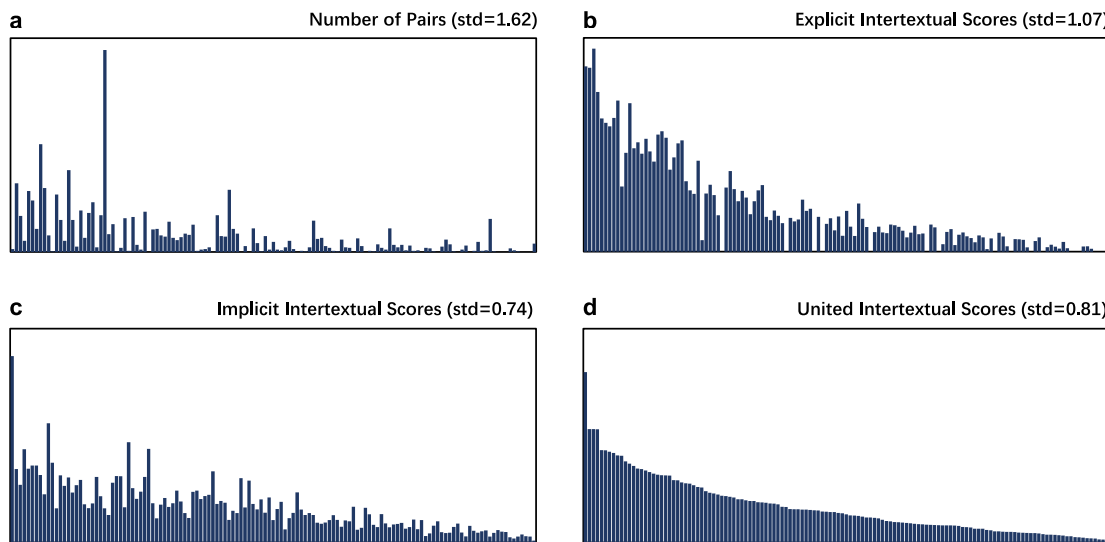 a
Number of Pairs (std=1.62)
b
Explicit Intertextual Scores (std=1.07)
c
Implicit Intertextual Scores (std=0.74)
d
United Intertextual Scores (std=0.81)